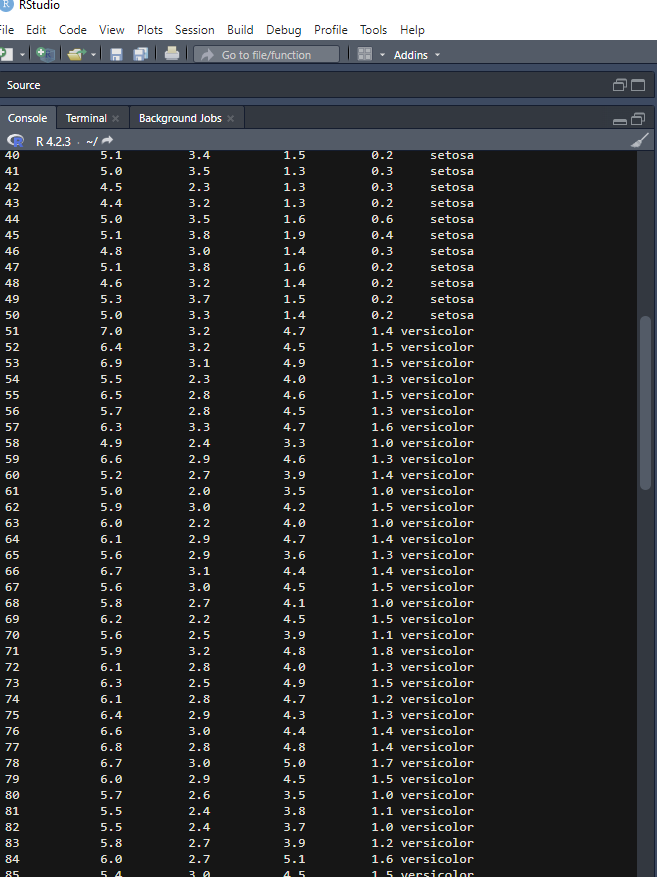 R RStudio
File Edit Code View Plots Session Build Debug Profile Tools Help
Go to file/function Addins
Source
Console Terminal Background Jobs
R 4.2.3 · ~/
40 5.1 3.4 1.5 0.2 setosa
41 5.0 3.5 1.3 0.3 setosa
42 4.5 2.3 1.3 0.3 setosa
43 4.4 3.2 1.3 0.2 setosa
44 5.0 3.5 1.6 0.6 setosa
45 5.1 3.8 1.9 0.4 setosa
46 4.8 3.0 1.4 0.3 setosa
47 5.1 3.8 1.6 0.2 setosa
48 4.6 3.2 1.4 0.2 setosa
49 5.3 3.7 1.5 0.2 setosa
50 5.0 3.3 1.4 0.2 setosa
51 7.0 3.2 4.7 1.4 versicolor
52 6.4 3.2 4.5 1.5 versicolor
53 6.9 3.1 4.9 1.5 versicolor
54 5.5 2.3 4.0 1.3 versicolor
55 6.5 2.8 4.6 1.5 versicolor
56 5.7 2.8 4.5 1.3 versicolor
57 6.3 3.3 4.7 1.6 versicolor
58 4.9 2.4 3.3 1.0 versicolor
59 6.6 2.9 4.6 1.3 versicolor
60 5.2 2.7 3.9 1.4 versicolor
61 5.0 2.0 3.5 1.0 versicolor
62 5.9 3.0 4.2 1.5 versicolor
63 6.0 2.2 4.0 1.0 versicolor
64 6.1 2.9 4.7 1.4 versicolor
65 5.6 2.9 3.6 1.3 versicolor
66 6.7 3.1 4.4 1.4 versicolor
67 5.6 3.0 4.5 1.5 versicolor
68 5.8 2.7 4.1 1.0 versicolor
69 6.2 2.2 4.5 1.5 versicolor
70 5.6 2.5 3.9 1.1 versicolor
71 5.9 3.2 4.8 1.8 versicolor
72 6.1 2.8 4.0 1.3 versicolor
73 6.3 2.5 4.9 1.5 versicolor
74 6.1 2.8 4.7 1.2 versicolor
75 6.4 2.9 4.3 1.3 versicolor
76 6.6 3.0 4.4 1.4 versicolor
77 6.8 2.8 4.8 1.4 versicolor
78 6.7 3.0 5.0 1.7 versicolor
79 6.0 2.9 4.5 1.5 versicolor
80 5.7 2.6 3.5 1.0 versicolor
81 5.5 2.4 3.8 1.1 versicolor
82 5.5 2.4 3.7 1.0 versicolor
83 5.8 2.7 3.9 1.2 versicolor
84 6.0 2.7 5.1 1.6 versicolor
85 5.4 3.0 4.5 1.5 versicolor